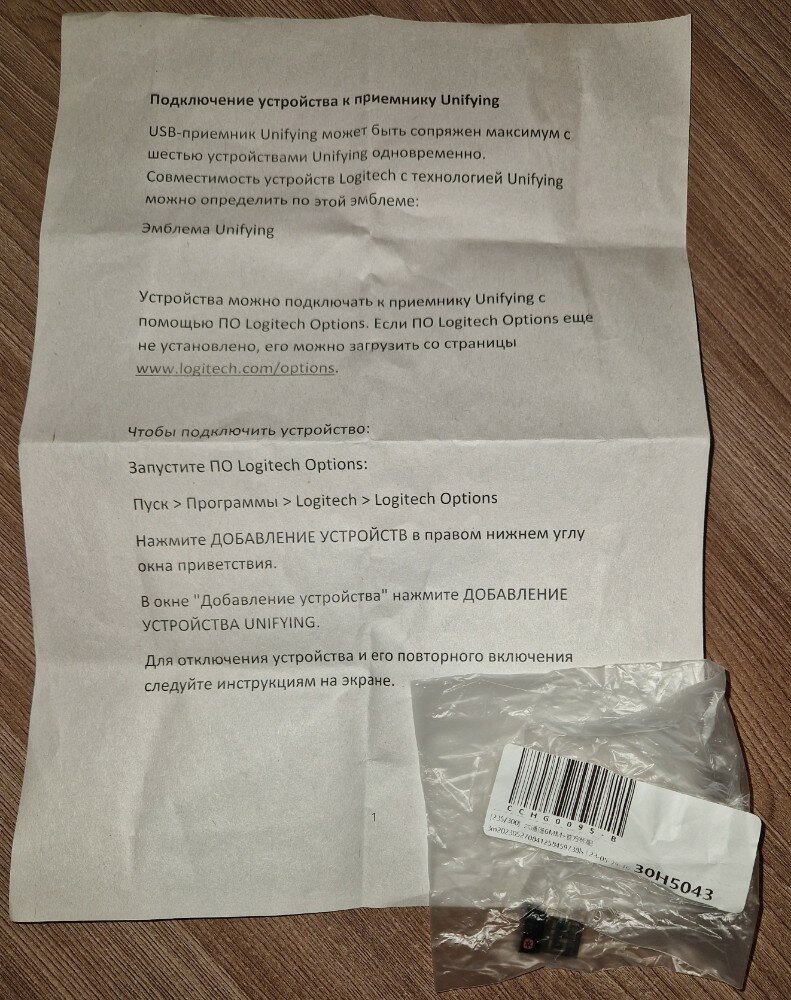 Подключение устройства к приемнику Unifying
USB-приемник Unifying может быть сопряжен максимум с
шестью устройствами Unifying одновременно.
Совместимость устройств Logitech с технологией Unifying
можно определить по этой эмблеме:
Эмблема Unifying
Устройства можно подключать к приемнику Unifying с
помощью ПО Logitech Options. Если ПО Logitech Options еще
не установлено, его можно загрузить со страницы
www.logitech.com/options.
Чтобы подключить устройство:
Запустите ПО Logitech Options:
Пуск > Программы > Logitech > Logitech Options
Нажмите ДОБАВЛЕНИЕ УСТРОЙСТВ в правом нижнем углу
окна приветствия.
В окне "Добавление устройства" нажмите ДОБАВЛЕНИЕ
УСТРОЙСТВА UNIFYING.
Для отключения устройства и его повторного включения
следуйте инструкциям на экране.
1
CCHG0095-B
30H5043